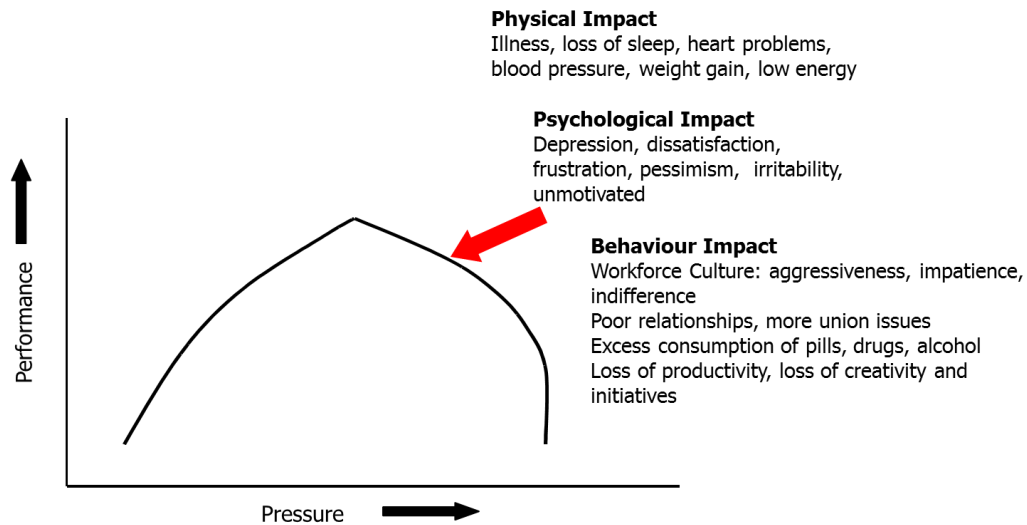 Physical Impact
Illness, loss of sleep, heart problems,
blood pressure, weight gain, low energy
Psychological Impact
Depression, dissatisfaction,
frustration, pessimism, irritability,
unmotivated
Behaviour Impact
Workforce Culture: aggressiveness, impatience,
indifference
Poor relationships, more union issues
Excess consumption of pills, drugs, alcohol
Loss of productivity, loss of creativity and
initiatives
Performance
Pressure